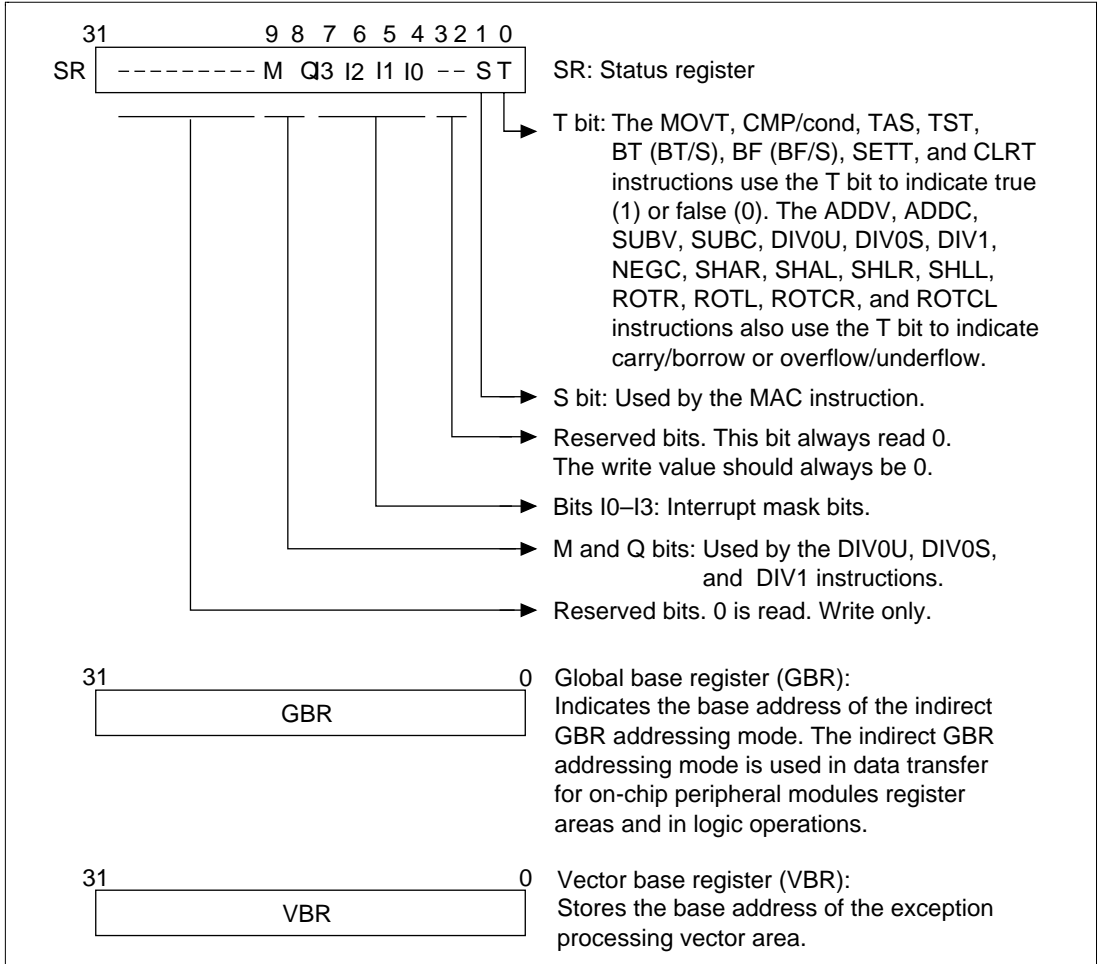 31 9 8 7 6 5 4 3 2 1 0
SR --------- M Q I3 I2 I1 I0 -- S T SR: Status register
T bit: The MOVT, CMP/cond, TAS, TST,
BT (BT/S), BF (BF/S), SETT, and CLRT
instructions use the T bit to indicate true
(1) or false (0). The ADDV, ADDC,
SUBV, SUBC, DIV0U, DIV0S, DIV1,
NEGC, SHAR, SHAL, SHLR, SHLL,
ROTR, ROTL, ROTCR, and ROTCL
instructions also use the T bit to indicate
carry/borrow or overflow/underflow.
S bit: Used by the MAC instruction.
Reserved bits. This bit always read 0.
The write value should always be 0.
Bits I0–I3: Interrupt mask bits.
M and Q bits: Used by the DIV0U, DIV0S,
and DIV1 instructions.
Reserved bits. 0 is read. Write only.
31 0 Global base register (GBR):
GBR Indicates the base address of the indirect
GBR addressing mode. The indirect GBR
addressing mode is used in data transfer
for on-chip peripheral modules register
areas and in logic operations.
31 0 Vector base register (VBR):
VBR Stores the base address of the exception
processing vector area.